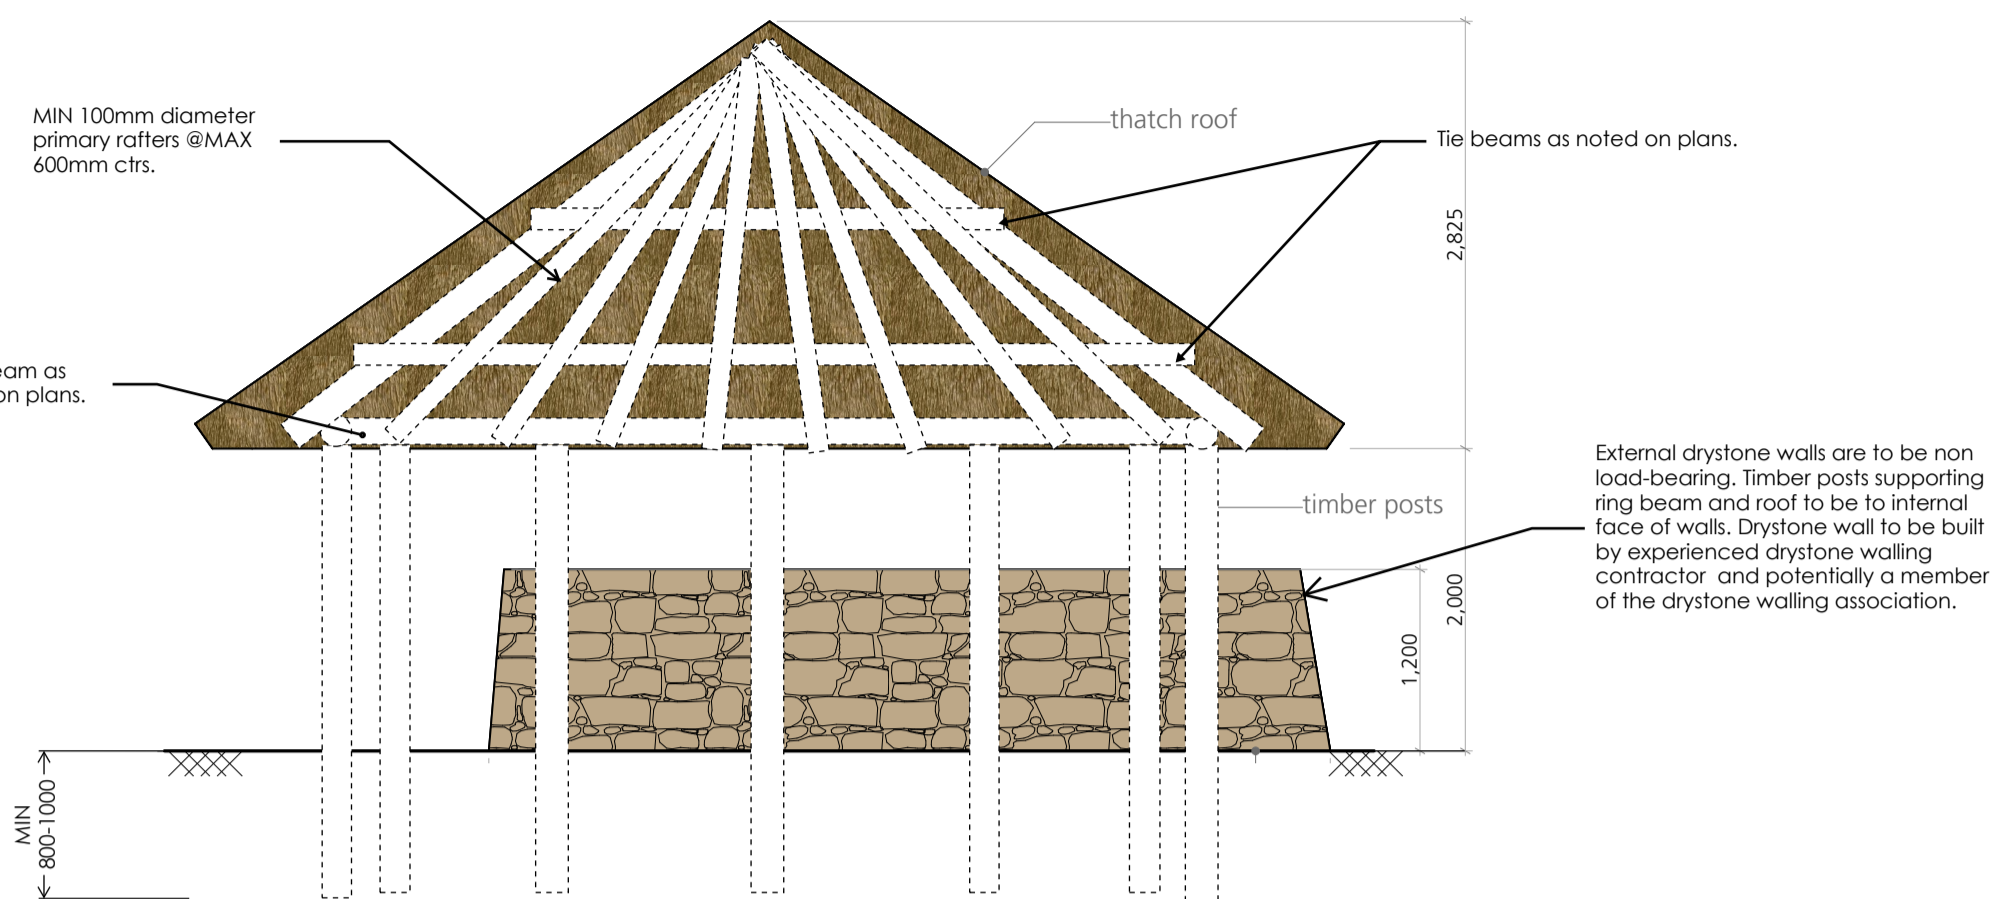 MIN 100mm diameter
primary rafters @MAX
600mm ctrs.
thatch roof
Tie beams as noted on plans.
2,825
as
on plans.
timber posts
External drystone walls are to be non
load-bearing. Timber posts supporting
ring beam and roof to be to internal
face of walls. Drystone wall to be built
by experienced drystone walling
contractor and potentially a member
of the drystone walling association.
2,000
1,200
MIN
800-1000